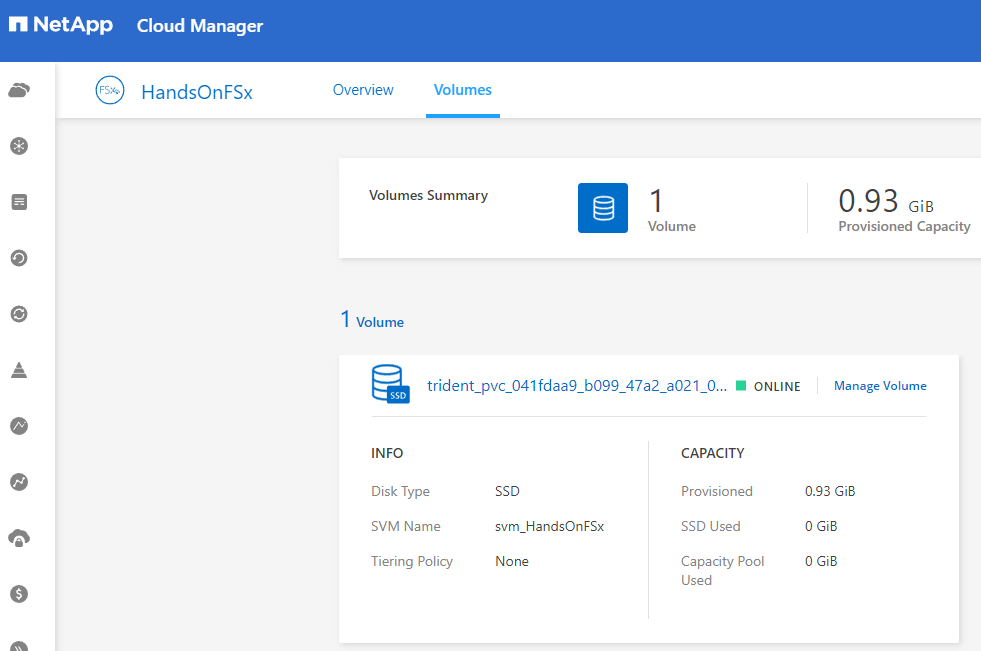 NetApp Cloud Manager
FSx HandsOnFSx Overview Volumes
Volumes Summary
1
Volume
0.93 GiB
Provisioned Capacity
1 Volume
SSD
trident_pvc_041fdaa9_b099_47a2_a021_0... ONLINE Manage Volume
INFO
Disk Type SSD
SVM Name svm_HandsOnFSx
Tiering Policy None
CAPACITY
Provisioned 0.93 GiB
SSD Used 0 GiB
Capacity Pool 0 GiB
Used
$